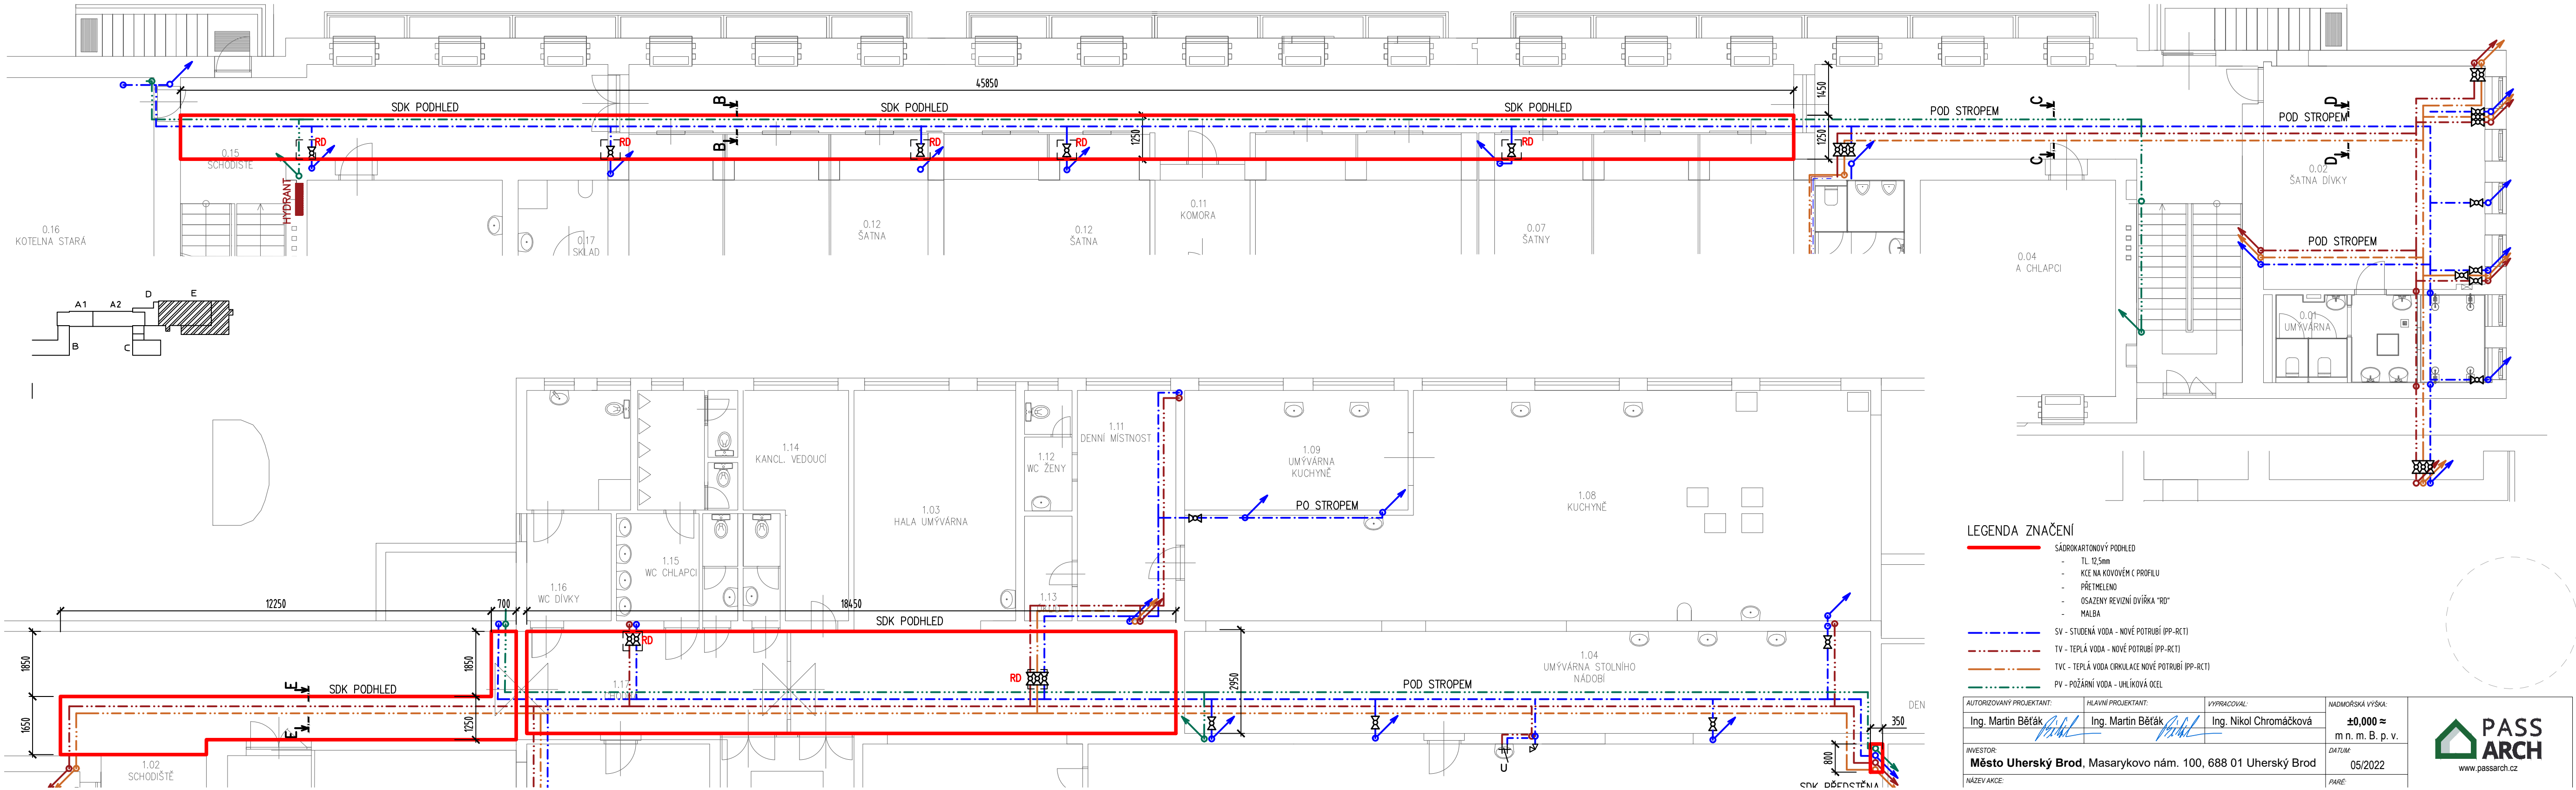 45850
1450
SDK PODHLED
SDK PODHLED
SDK PODHLED
B
B
1250
1250
POD STROPEM
POD STROPEM
C
C
D
D
RD
RD
RD
RD
RD
0.15
SCHODIŠTĚ
HYDRANT
0.16
KOTELNA STARÁ
0.17
SKLAD
0.12
ŠATNA
0.12
ŠATNA
0.11
KOMORA
0.07
ŠATNY
0.02
ŠATNA DÍVKY
POD STROPEM
0.04
A CHLAPCI
0.01
UMÝVÁRNA
A1
A2
D
E
B
C
1.14
KANCL. VEDOUCÍ
1.03
HALA UMÝVÁRNA
1.11
DENNÍ MÍSTNOST
1.12
WC ŽENY
1.09
UMÝVÁRNA
KUCHYNĚ
PO STROPEM
1.08
KUCHYNĚ
1.15
WC CHLAPCI
1.16
WC DÍVKY
1.13
12250
700
18450
SDK PODHLED
1850
1850
1650
1250
2950
E
E
SDK PODHLED
RD
RD
1.17
POD STROPEM
1.04
UMÝVÁRNA STOLNÍHO
NÁDOBÍ
DEN
350
800
U
1.02
SCHODIŠTĚ
SDK PŘEDSTĚNA
LEGENDA ZNAČENÍ
SÁDROKARTONOVÝ PODHLED
- TL. 12,5mm
- KCE NA KOVOVÉM C PROFILU
- PŘETMELENO
- OSAZENY REVIZNÍ DVÍŘKA "RD"
- MALBA
SV - STUDENÁ VODA - NOVÉ POTRUBÍ (PP-RCT)
TV - TEPLÁ VODA - NOVÉ POTRUBÍ (PP-RCT)
TVC - TEPLÁ VODA CIRKULACE NOVÉ POTRUBÍ (PP-RCT)
PV - POŽÁRNÍ VODA - UHLÍKOVÁ OCEL
AUTORIZOVANÝ PROJEKTANT:
Ing. Martin Běťák
HLAVNÍ PROJEKTANT:
Ing. Martin Běťák
VYPRACOVAL:
Ing. Nikol Chromáčková
NADMOŘSKÁ VÝŠKA:
±0,000 ≈
m n. m. B. p. v.
INVESTOR:
Město Uherský Brod, Masarykovo nám. 100, 688 01 Uherský Brod
DATUM:
05/2022
NÁZEV AKCE:
PARÉ:
PASS
ARCH
www.passarch.cz